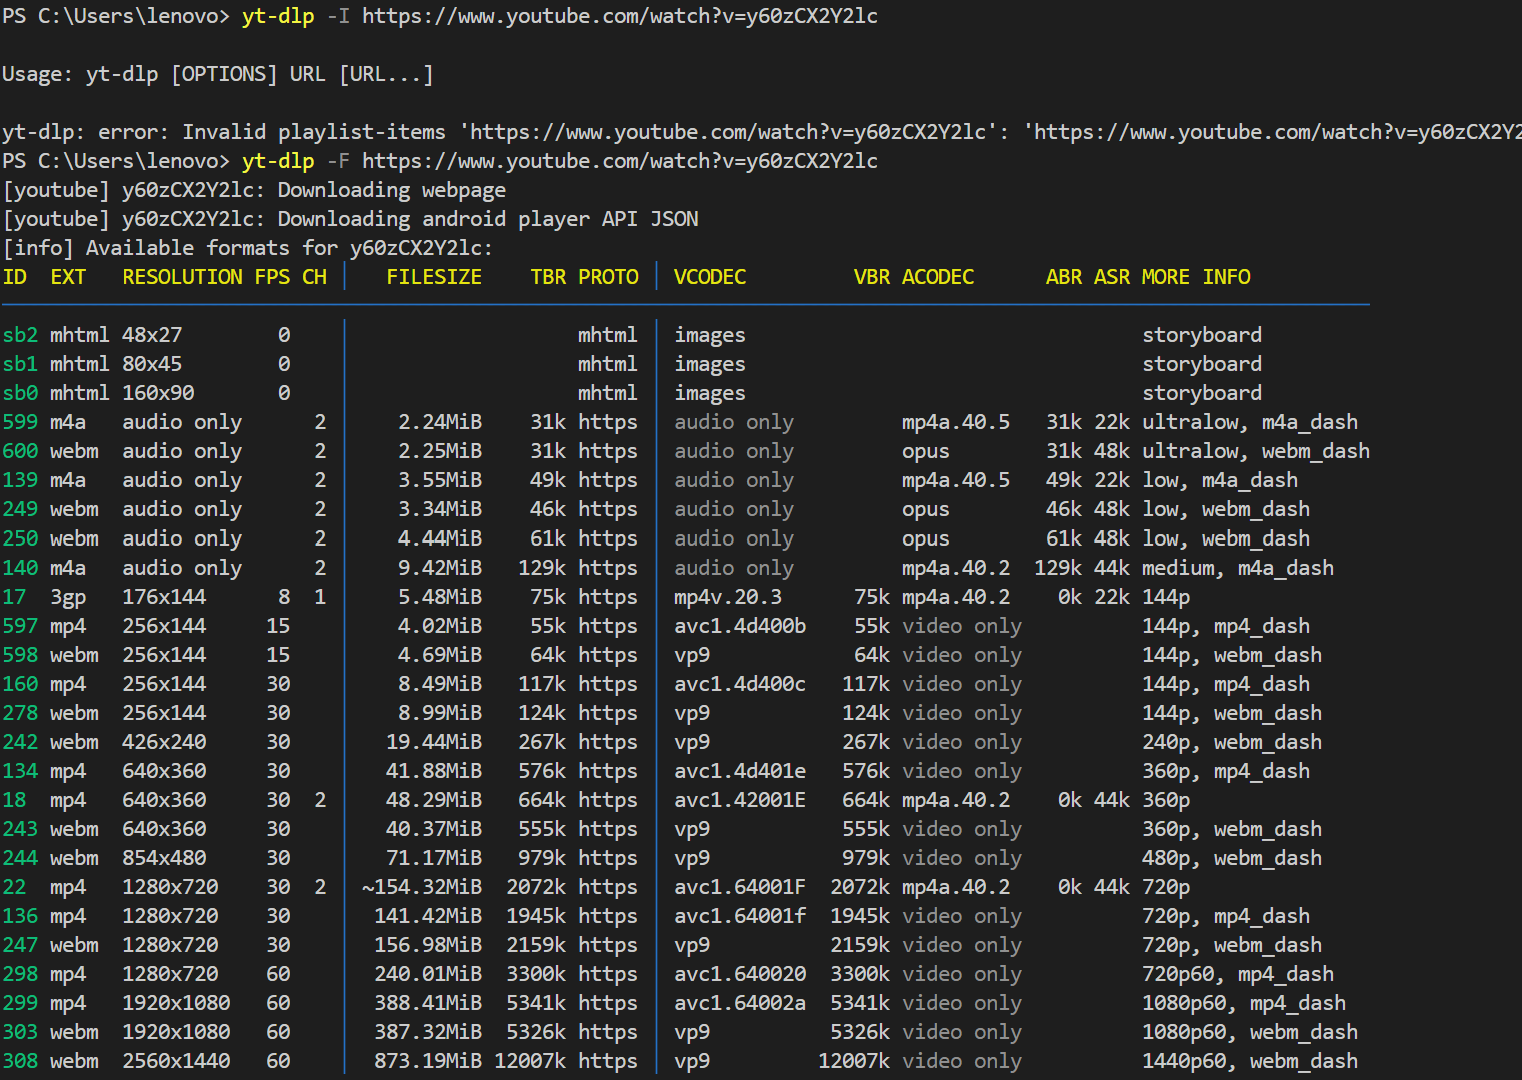 PS C:\Users\lenovo> yt-dlp -I https://www.youtube.com/watch?v=y60zCX2Y2lc
Usage: yt-dlp [OPTIONS] URL [URL...]
yt-dlp: error: Invalid playlist-items 'https://www.youtube.com/watch?v=y60zCX2Y2lc': 'https://www.youtube.com/watch?v=y60zCX2Y2
PS C:\Users\lenovo> yt-dlp -F https://www.youtube.com/watch?v=y60zCX2Y2lc
[youtube] y60zCX2Y2lc: Downloading webpage
[youtube] y60zCX2Y2lc: Downloading android player API JSON
[info] Available formats for y60zCX2Y2lc:
ID EXT RESOLUTION FPS CH │ FILESIZE TBR PROTO │ VCODEC VBR ACODEC ABR ASR MORE INFO
sb2 mhtml 48x27 0 │ mhtml │ images storyboard
sb1 mhtml 80x45 0 │ mhtml │ images storyboard
sb0 mhtml 160x90 0 │ mhtml │ images storyboard
599 m4a audio only 2 │ 2.24MiB 31k https │ audio only mp4a.40.5 31k 22k ultralow, m4a_dash
600 webm audio only 2 │ 2.25MiB 31k https │ audio only opus 31k 48k ultralow, webm_dash
139 m4a audio only 2 │ 3.55MiB 49k https │ audio only mp4a.40.5 49k 22k low, m4a_dash
249 webm audio only 2 │ 3.34MiB 46k https │ audio only opus 46k 48k low, webm_dash
250 webm audio only 2 │ 4.44MiB 61k https │ audio only opus 61k 48k low, webm_dash
140 m4a audio only 2 │ 9.42MiB 129k https │ audio only mp4a.40.2 129k 44k medium, m4a_dash
17 3gp 176x144 8 1 │ 5.48MiB 75k https │ mp4v.20.3 75k mp4a.40.2 0k 22k 144p
597 mp4 256x144 15 │ 4.02MiB 55k https │ avc1.4d400b 55k video only 144p, mp4_dash
598 webm 256x144 15 │ 4.69MiB 64k https │ vp9 64k video only 144p, webm_dash
160 mp4 256x144 30 │ 8.49MiB 117k https │ avc1.4d400c 117k video only 144p, mp4_dash
278 webm 256x144 30 │ 8.99MiB 124k https │ vp9 124k video only 144p, webm_dash
242 webm 426x240 30 │ 19.44MiB 267k https │ vp9 267k video only 240p, webm_dash
134 mp4 640x360 30 │ 41.88MiB 576k https │ avc1.4d401e 576k video only 360p, mp4_dash
18 mp4 640x360 30 2 │ 48.29MiB 664k https │ avc1.42001E 664k mp4a.40.2 0k 44k 360p
243 webm 640x360 30 │ 40.37MiB 555k https │ vp9 555k video only 360p, webm_dash
244 webm 854x480 30 │ 71.17MiB 979k https │ vp9 979k video only 480p, webm_dash
22 mp4 1280x720 30 2 │ ~154.32MiB 2072k https │ avc1.64001F 2072k mp4a.40.2 0k 44k 720p
136 mp4 1280x720 30 │ 141.42MiB 1945k https │ avc1.64001f 1945k video only 720p, mp4_dash
247 webm 1280x720 30 │ 156.98MiB 2159k https │ vp9 2159k video only 720p, webm_dash
298 mp4 1280x720 60 │ 240.01MiB 3300k https │ avc1.640020 3300k video only 720p60, mp4_dash
299 mp4 1920x1080 60 │ 388.41MiB 5341k https │ avc1.64002a 5341k video only 1080p60, mp4_dash
303 webm 1920x1080 60 │ 387.32MiB 5326k https │ vp9 5326k video only 1080p60, webm_dash
308 webm 2560x1440 60 │ 873.19MiB 12007k https │ vp9 12007k video only 1440p60, webm_dash